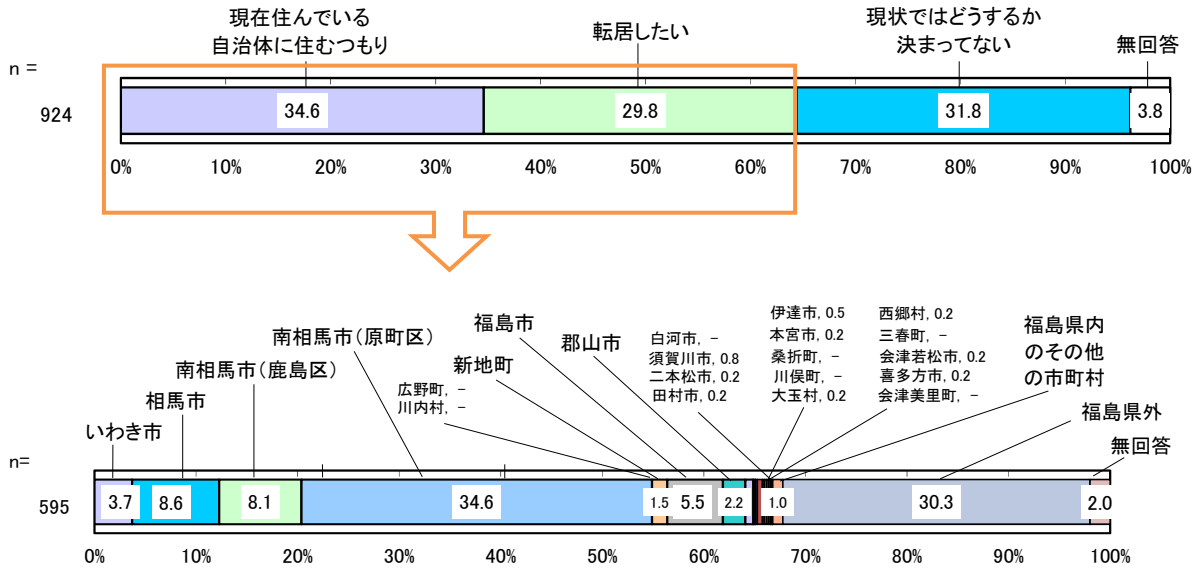 現在住んでいる
自治体に住むつもり
転居したい
現状ではどうするか
決まってない
無回答
n =
924
34.6
29.8
31.8
3.8
0%
10%
20%
30%
40%
50%
60%
70%
80%
90%
100%
いわき市
相馬市
南相馬市(鹿島区)
南相馬市(原町区)
広野町, −
川内村, −
新地町
福島市
郡山市
白河市, −
須賀川市, 0.8
二本松市, 0.2
田村市, 0.2
伊達市, 0.5
本宮市, 0.2
桑折町, −
川俣町, −
大玉村, 0.2
西郷村, 0.2
三春町, −
会津若松市, 0.2
喜多方市, 0.2
会津美里町, −
福島県内
のその他
の市町村
福島県外
無回答
n=
595
3.7
8.6
8.1
34.6
1.5
5.5
2.2
1.0
30.3
2.0
0%
10%
20%
30%
40%
50%
60%
70%
80%
90%
100%